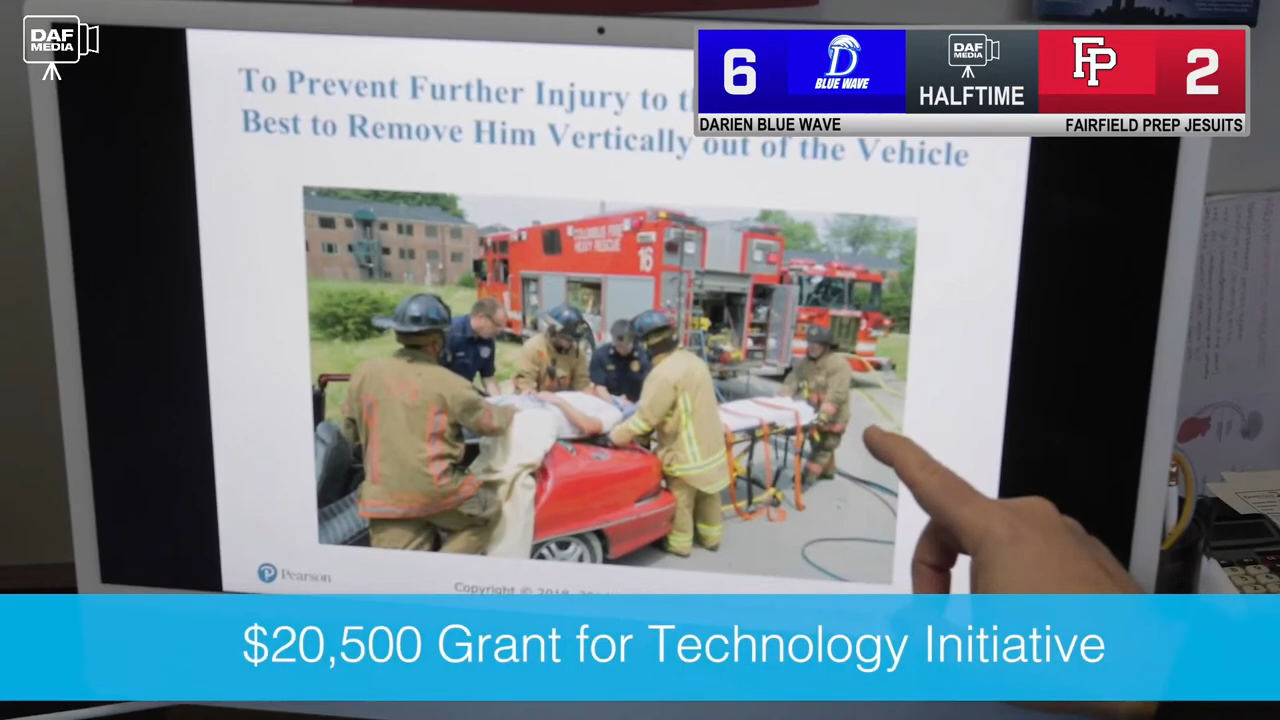 DAF
MEDIA
6
D
BLUE WAVE
DAF
MEDIA
HALFTIME
FP
2
DARIEN BLUE WAVE
FAIRFIELD PREP JESUITS
To Prevent Further Injury to
Best to Remove Him Vertically out of the Vehicle
COLUMBUS FIRE
HEAVY RESCUE
16
Pearson
Copyright © 2018,
$20,500 Grant for Technology Initiative